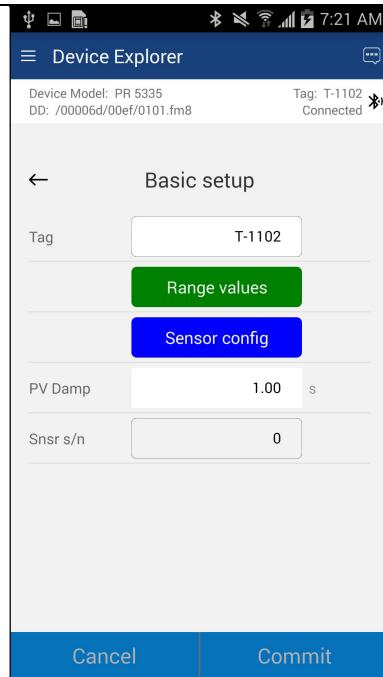 7:21 AM
Device Explorer
Device Model: PR 5335
Tag: T-1102
DD: /00006d/00ef/0101.fm8
Connected
Basic setup
Tag T-1102
Range values
Sensor config
PV Damp 1.00 s
Snsr s/n 0
Cancel Commit